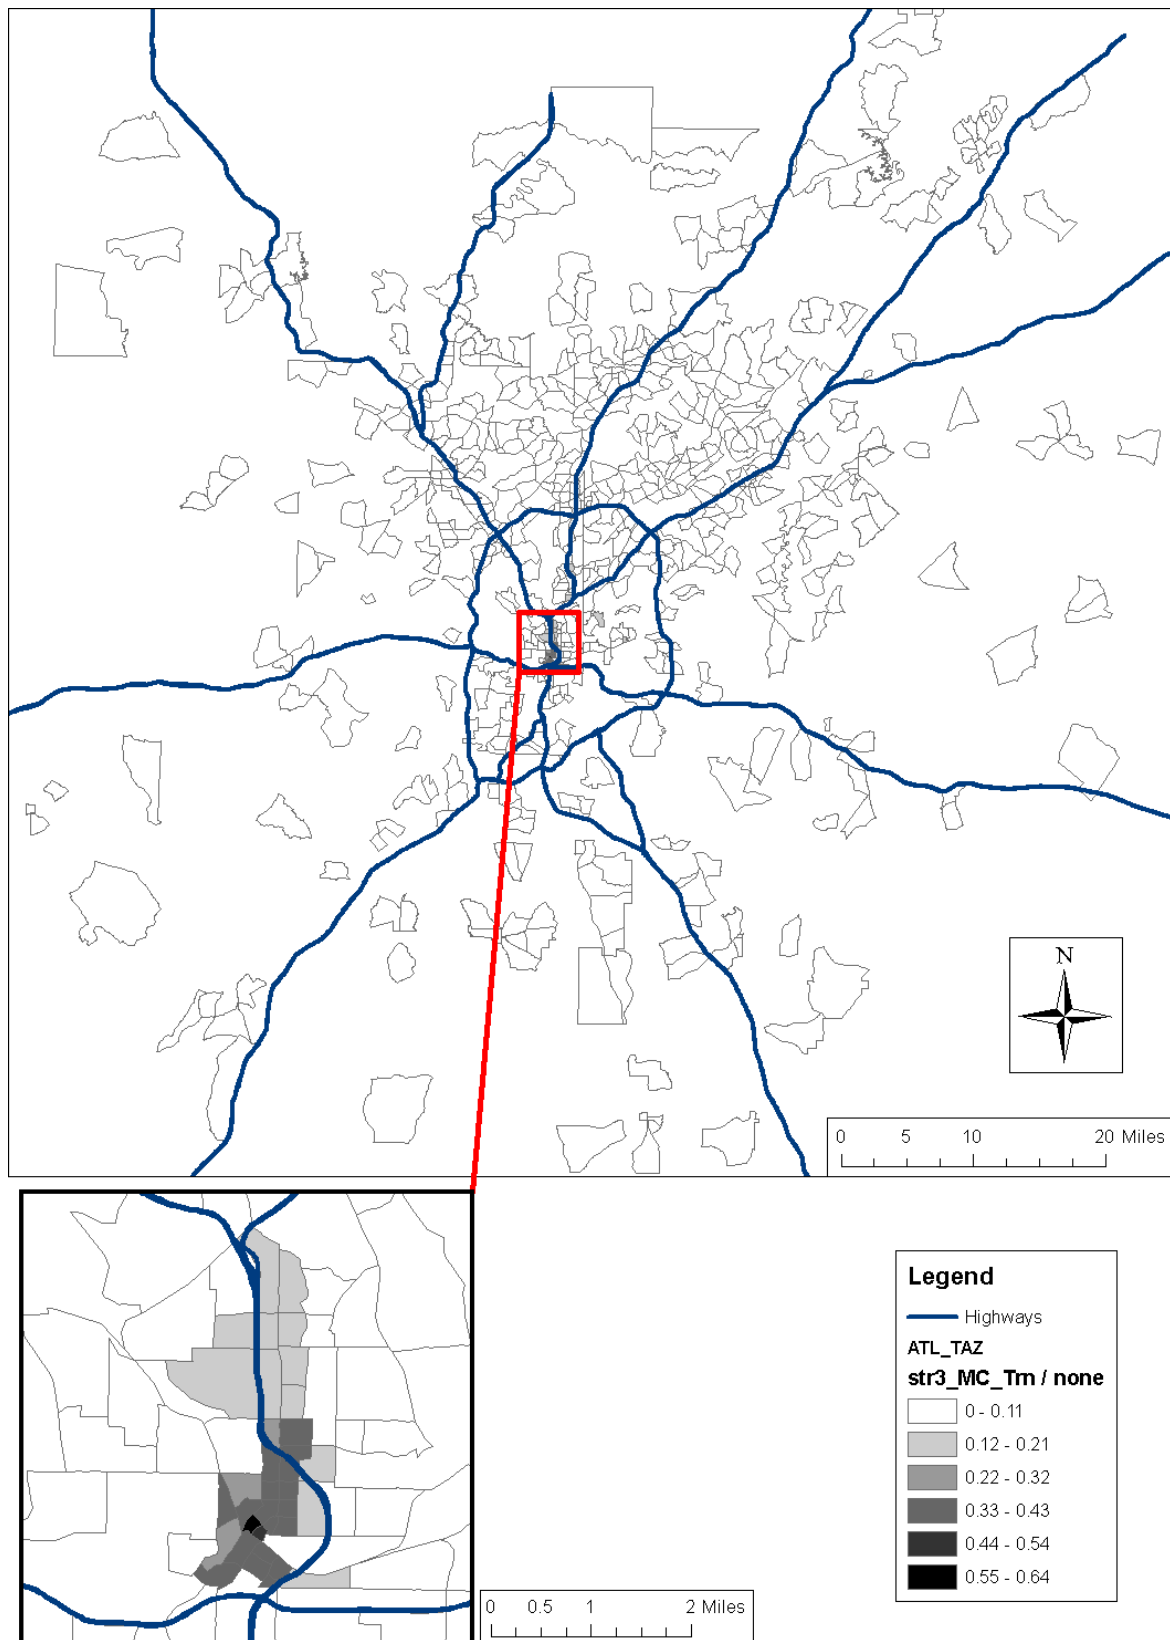 N
0 5 10 20 Miles
Legend
Highways
ATL_TAZ
str3_MC_Trn / none
0 - 0.11
0.12 - 0.21
0.22 - 0.32
0.33 - 0.43
0.44 - 0.54
0.55 - 0.64
0 0.5 1 2 Miles